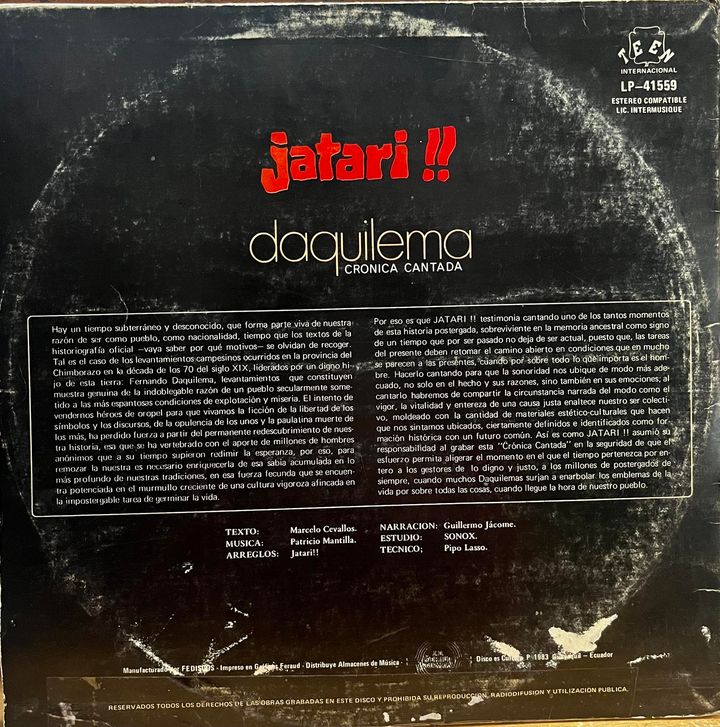 TEEN
INTERNACIONAL
LP-41559
ESTEREO COMPATIBLE
LIC. INTERMUSIQUE
jatari !!
daquilema
CRONICA CANTADA
Hay un tiempo subterráneo y desconocido, que forma parte viva de nuestra
razón de ser como pueblo, como nacionalidad, tiempo que los textos de la
historiografía oficial —vaya saber por qué motivos— se olvidan de recoger.
Tal es el caso de los levantamientos campesinos ocurridos en la provincia del
Chimborazo en la década de los 70 del siglo XIX, liderados por un digno hi-
jo de esta tierra: Fernando Daquilema, levantamientos que constituyen
muestra genuina de la indoblegable razón de un pueblo secularmente some-
tido a las más espantosas condiciones de explotación y miseria. El intento de
vendernos héroes de oropel para que vivamos la ficción de la libertad de los
símbolos y los discursos, de la opulencia de los unos y la paulatina muerte de
los más, ha perdido fuerza a partir del permanente redescubrimiento de nues-
tra historia, esa que se ha vertebrado con el aporte de millones de hombres
anónimos que a su tiempo supieron redimir la esperanza, por eso, para
remozar la nuestra es necesario enriquecerla de esa sabia acumulada en lo
más profundo de nuestras tradiciones, en esa fuerza fecunda que se encuen-
tra potenciada en el murmullo creciente de una cultura vigoroza afincada en
la impostergable tarea de germinar la vida.
Por eso es que JATARI !! testimonia cantando uno de los tantos momentos
de esta historia postergada, sobreviviente en la memoria ancestral como signo
de un tiempo que por ser pasado no deja de ser actual, puesto que, las tareas
del presente deben retomar el camino abierto en condiciones que en mucho
se parecen a las presentes, cuando por sobre todo lo que importa es el hom-
bre. Hacerlo cantando para que la sonoridad nos ubique de modo más ade-
cuado, no solo en el hecho y sus razones, sino también en sus emociones; al
cantarlo habremos de compartir la circunstancia narrada del modo como el
vigor, la vitalidad y entereza de una causa justa enaltece nuestro ser colecti-
vo, moldeado con la cantidad de materiales estético-culturales que hacen
que nos sintamos ubicados, ciertamente definidos e identificados como for-
mación histórica con un futuro común. Así es como JATARI !! asumió su
responsabilidad al grabar esta "Crónica Cantada" en la seguridad de que el
esfuerzo permita aligerar el momento en el que el tiempo pertenezca por en-
tero a los gestores de lo digno y justo, a los millones de postergados de
siempre, cuando muchos Daquilemas surjan a enarbolar los emblemas de la
vida por sobre todas las cosas, cuando llegue la hora de nuestro pueblo.
TEXTO: Marcelo Cevallos.
MUSICA: Patricio Mantilla.
ARREGLOS: Jatari!!
NARRACION: Guillermo Jácome.
ESTUDIO: SONOX.
TECNICO; Pipo Lasso.
Manufacturado por FEDISCOS - Impreso en Feraud - Distribuye Almacenes de Música -
Disco es Cultura P 1983 - Ecuador
RESERVADOS TODOS LOS DERECHOS DE LAS OBRAS GRABADAS EN ESTE DISCO Y PROHIBIDA SU REPRODUCCION, RADIODIFUSION Y UTILIZACION PUBLICA.